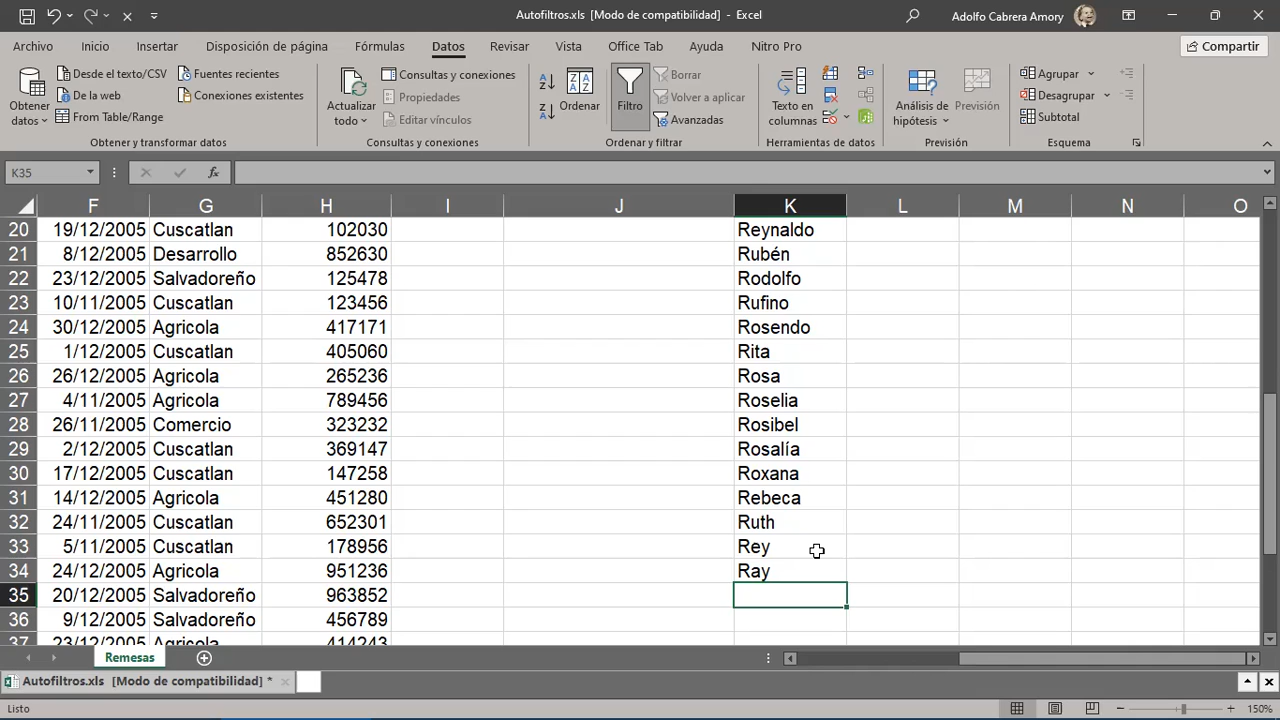 Autofiltros.xls [Modo de compatibilidad] - Excel
Adolfo Cabrera Amory
Archivo Inicio Insertar Disposición de página Fórmulas Datos Revisar Vista Office Tab Ayuda Nitro Pro
Compartir
Obtener datos
Desde el texto/CSV
De la web
From Table/Range
Fuentes recientes
Conexiones existentes
Obtener y transformar datos
Actualizar todo
Consultas y conexiones
Propiedades
Editar vínculos
Consultas y conexiones
A Z
Z A
Ordenar
Filtro
Borrar
Volver a aplicar
Avanzadas
Ordenar y filtrar
Texto en columnas
Herramientas de datos
Análisis de hipótesis
Previsión
Previsión
Agrupar
Desagrupar
Subtotal
Esquema
K35 fx
F G H I J K L M N O
20 19/12/2005 Cuscatlan 102030 Reynaldo
21 8/12/2005 Desarrollo 852630 Rubén
22 23/12/2005 Salvadoreño 125478 Rodolfo
23 10/11/2005 Cuscatlan 123456 Rufino
24 30/12/2005 Agricola 417171 Rosendo
25 1/12/2005 Cuscatlan 405060 Rita
26 26/12/2005 Agricola 265236 Rosa
27 4/11/2005 Agricola 789456 Roselia
28 26/11/2005 Comercio 323232 Rosibel
29 2/12/2005 Cuscatlan 369147 Rosalía
30 17/12/2005 Cuscatlan 147258 Roxana
31 14/12/2005 Agricola 451280 Rebeca
32 24/11/2005 Cuscatlan 652301 Ruth
33 5/11/2005 Cuscatlan 178956 Rey
34 24/12/2005 Agricola 951236 Ray
35 20/12/2005 Salvadoreño 963852
36 9/12/2005 Salvadoreño 456789
37 23/12/2005 Agricola 414243
Remesas
Autofiltros.xls [Modo de compatibilidad] *
Listo
150%